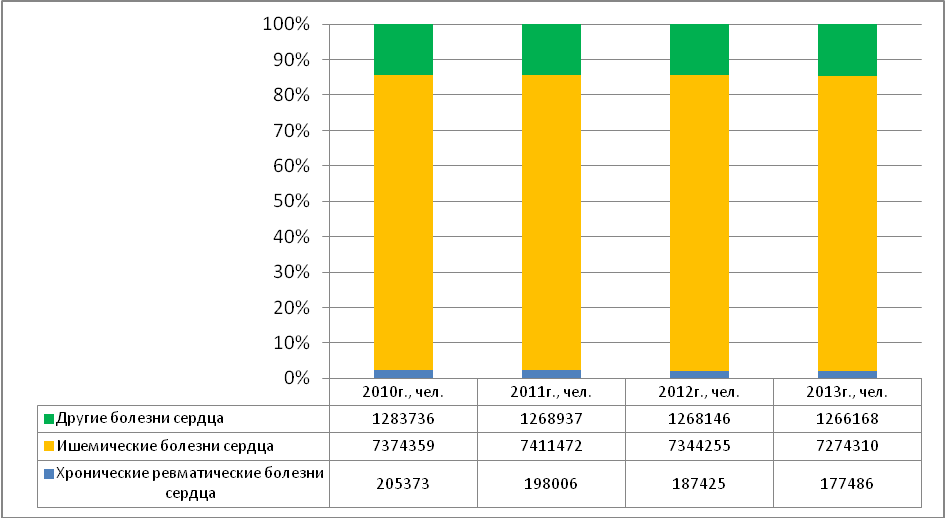 100%
90%
80%
70%
60%
50%
40%
30%
20%
10%
0%
2010г., чел. 2011г., чел. 2012г., чел. 2013г., чел.
Другие болезни сердца 1283736 1268937 1268146 1266168
Ишемические болезни сердца 7374359 7411472 7344255 7274310
Хронические ревматические болезни
сердца 205373 198006 187425 177486